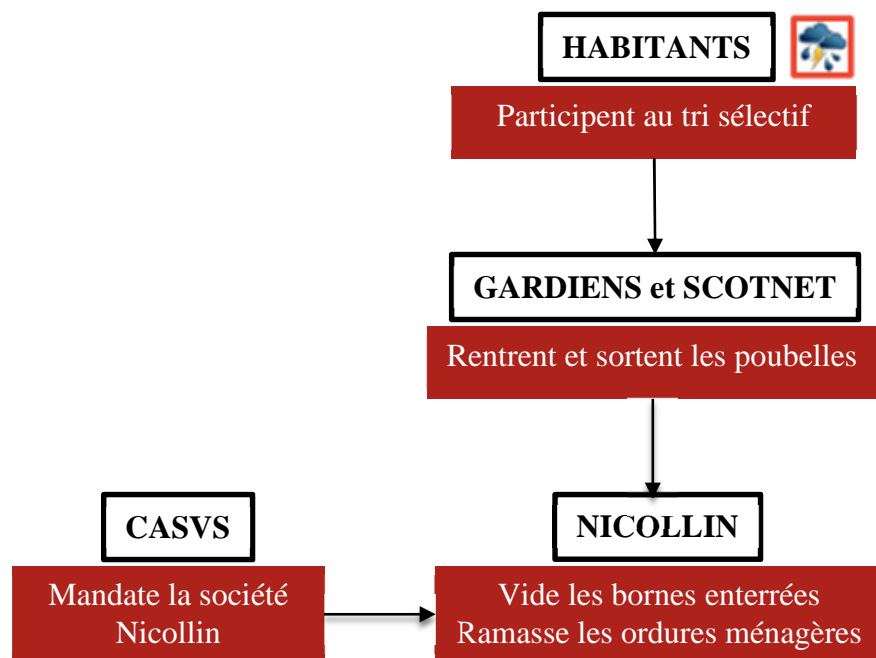 HABITANTS
Participent au tri sélectif
GARDIENS et SCOTNET
Rentrent et sortent les poubelles
CASVS
Mandate la société
Nicollin
NICOLLIN
Vide les bornes enterrées
Ramasse les ordures ménagères